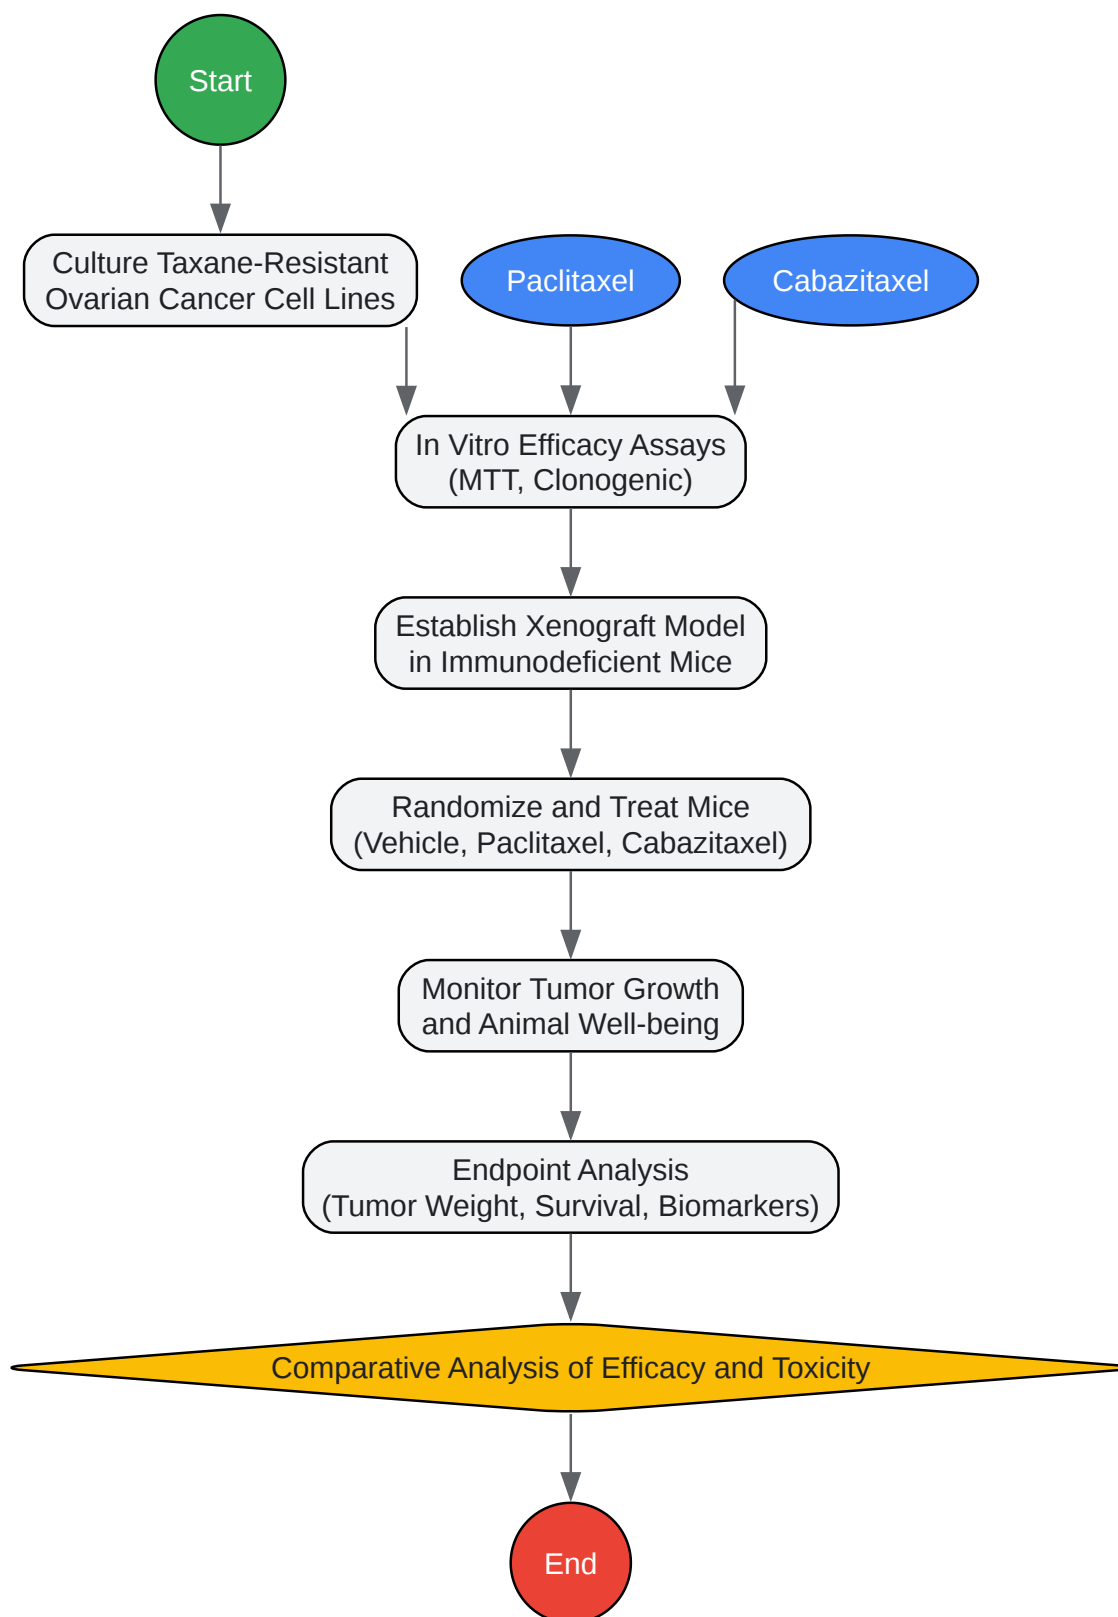 Start
Culture Taxane-Resistant
Ovarian Cancer Cell Lines
Paclitaxel
Cabazitaxel
In Vitro Efficacy Assays
(MTT, Clonogenic)
Establish Xenograft Model
in Immunodeficient Mice
Randomize and Treat Mice
(Vehicle, Paclitaxel, Cabazitaxel)
Monitor Tumor Growth
and Animal Well-being
Endpoint Analysis
(Tumor Weight, Survival, Biomarkers)
Comparative Analysis of Efficacy and Toxicity
End